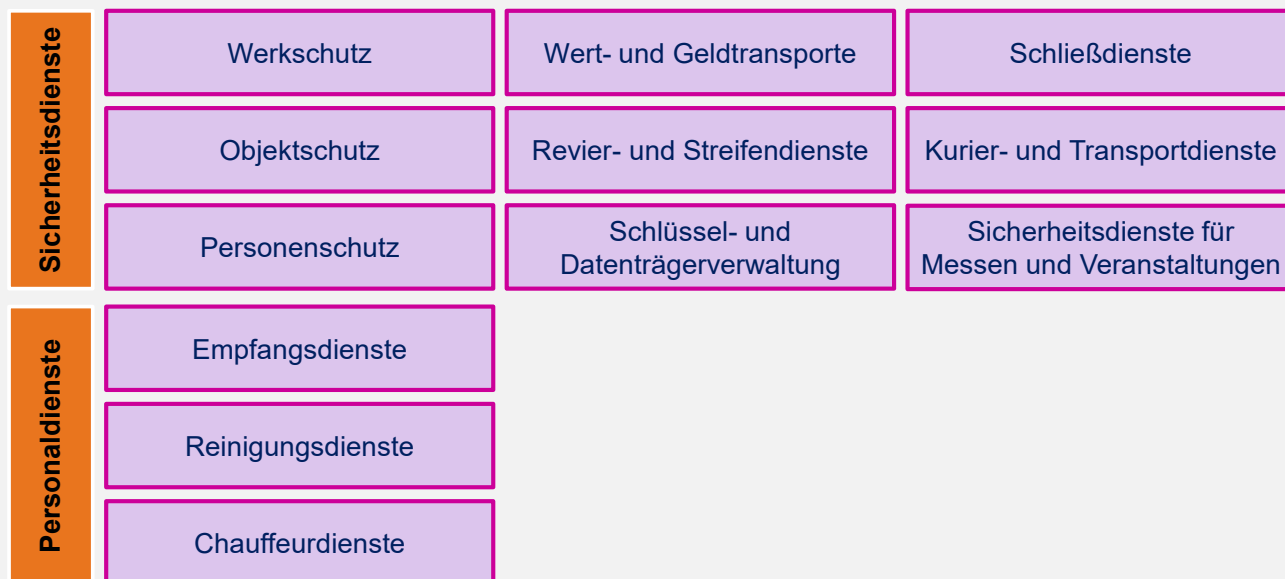 Sicherheitsdienste
Werkschutz
Wert- und Geldtransporte
Schließdienste
Objektschutz
Revier- und Streifendienste
Kurier- und Transportdienste
Personenschutz
Schlüssel- und
Datenträgerverwaltung
Sicherheitsdienste für
Messen und Veranstaltungen
Personaldienste
Empfangsdienste
Reinigungsdienste
Chauffeurdienste